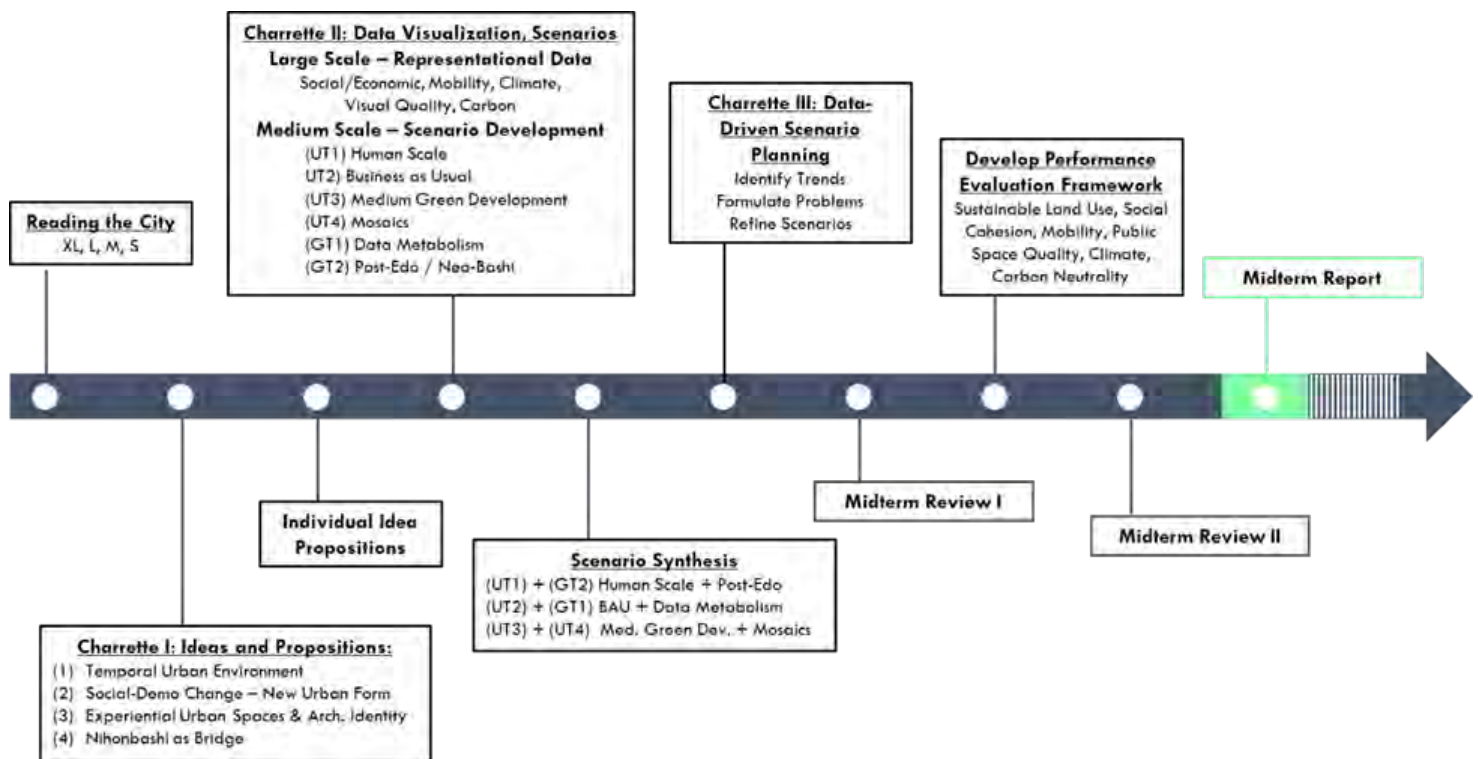 Reading the City
XL, L, M, S
Charrette I: Ideas and Propositions:
(1) Temporal Urban Environment
(2) Social-Demo Change – New Urban Form
(3) Experiential Urban Spaces & Arch. Identity
(4) Nihonbashi as Bridge
Individual Idea
Propositions
Charrette II: Data Visualization, Scenarios
Large Scale – Representational Data
Social/Economic, Mobility, Climate,
Visual Quality, Carbon
Medium Scale – Scenario Development
(UT1) Human Scale
UT2) Business as Usual
(UT3) Medium Green Development
(UT4) Mosaics
(GT1) Data Metabolism
(GT2) Post-Edo / Neo-Bashi
Scenario Synthesis
(UT1) + (GT2) Human Scale + Post-Edo
(UT2) + (GT1) BAU + Data Metabolism
(UT3) + (UT4) Med. Green Dev. + Mosaics
Charrette III: Data-
Driven Scenario
Planning
Identify Trends
Formulate Problems
Refine Scenarios
Midterm Review I
Develop Performance
Evaluation Framework
Sustainable Land Use, Social
Cohesion, Mobility, Public
Space Quality, Climate,
Carbon Neutrality
Midterm Review II
Midterm Report